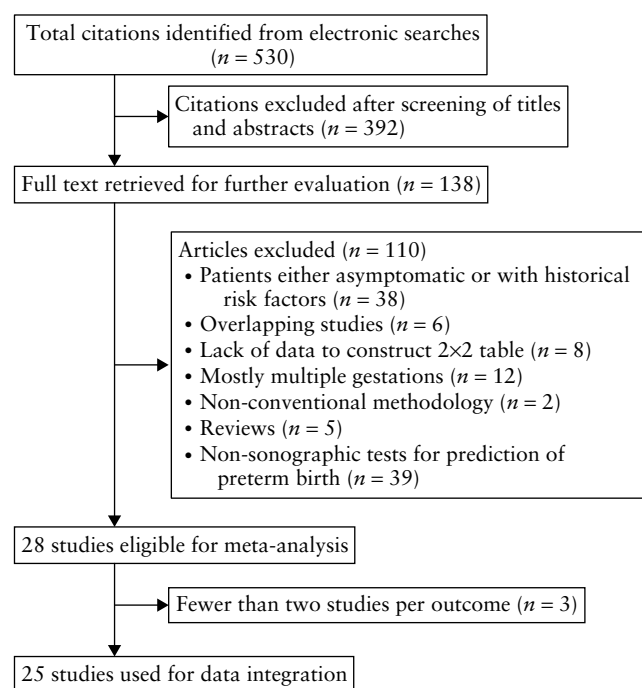 Total citations identified from electronic searches
(n = 530)
Citations excluded after screening of titles
and abstracts (n = 392)
Full text retrieved for further evaluation (n = 138)
Articles excluded (n = 110)
• Patients either asymptomatic or with historical
risk factors (n = 38)
• Overlapping studies (n = 6)
• Lack of data to construct 2×2 table (n = 8)
• Mostly multiple gestations (n = 12)
• Non-conventional methodology (n = 2)
• Reviews (n = 5)
• Non-sonographic tests for prediction of
preterm birth (n = 39)
28 studies eligible for meta-analysis
Fewer than two studies per outcome (n = 3)
25 studies used for data integration